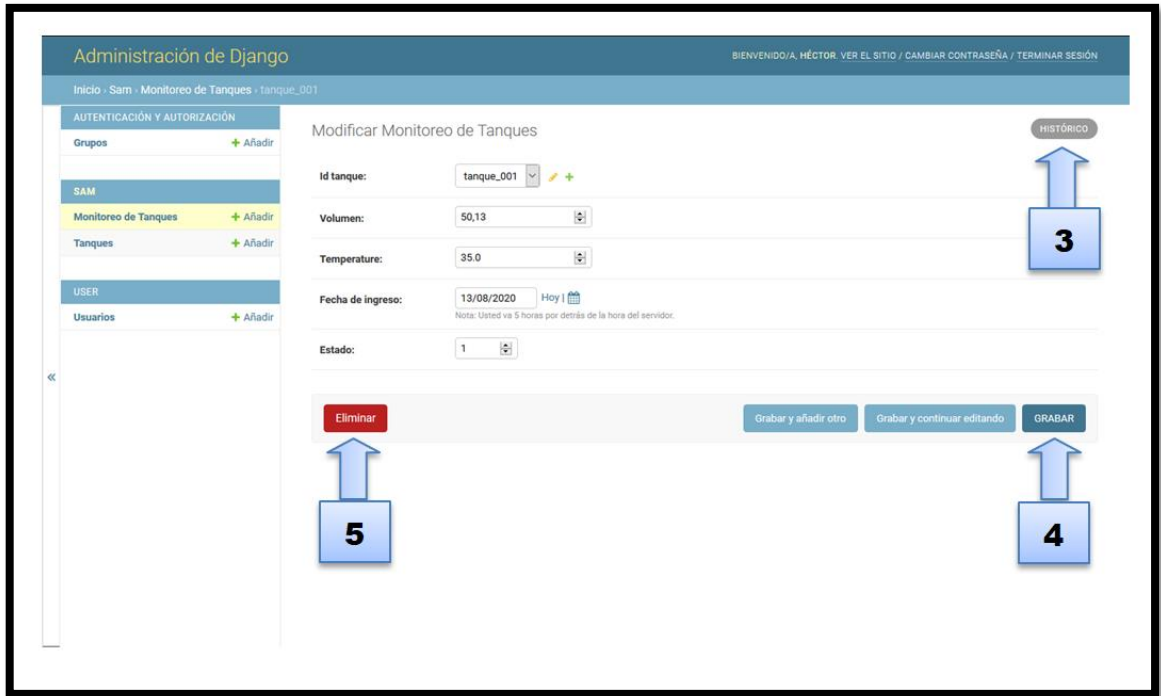 Administración de Django
BIENVENIDO/A, HÉCTOR. VER EL SITIO / CAMBIAR CONTRASEÑA / TERMINAR SESIÓN
Inicio › Sam › Monitoreo de Tanques › tanque_001
AUTENTICACIÓN Y AUTORIZACIÓN
Grupos + Añadir
SAM
Monitoreo de Tanques + Añadir
Tanques + Añadir
USER
Usuarios + Añadir
«
Modificar Monitoreo de Tanques
HISTÓRICO
Id tanque: tanque_001
Volumen: 50,13
Temperature: 35.0
Fecha de ingreso: 13/08/2020 Hoy |
Nota: Usted va 5 horas por detrás de la hora del servidor.
Estado: 1
3
Eliminar
Grabar y añadir otro
Grabar y continuar editando
GRABAR
5
4